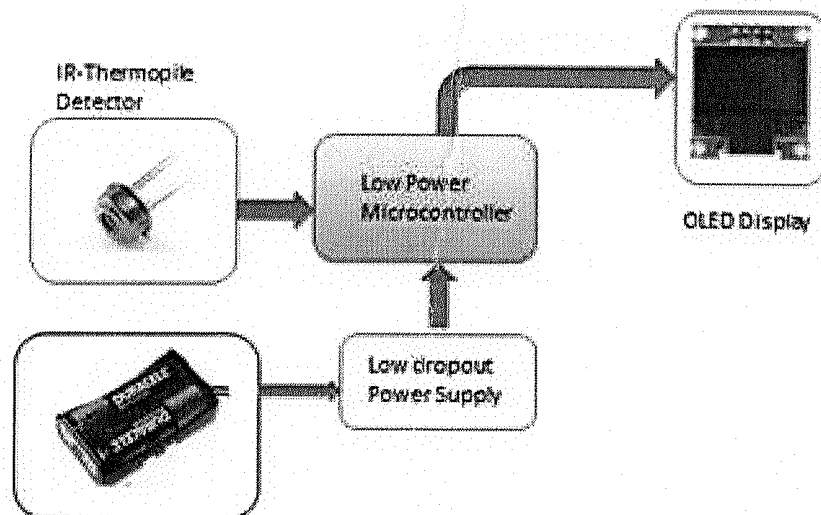 IR-Thermopile
Detector
Low Power
Microcontroller
OLED Display
Low dropout
Power Supply